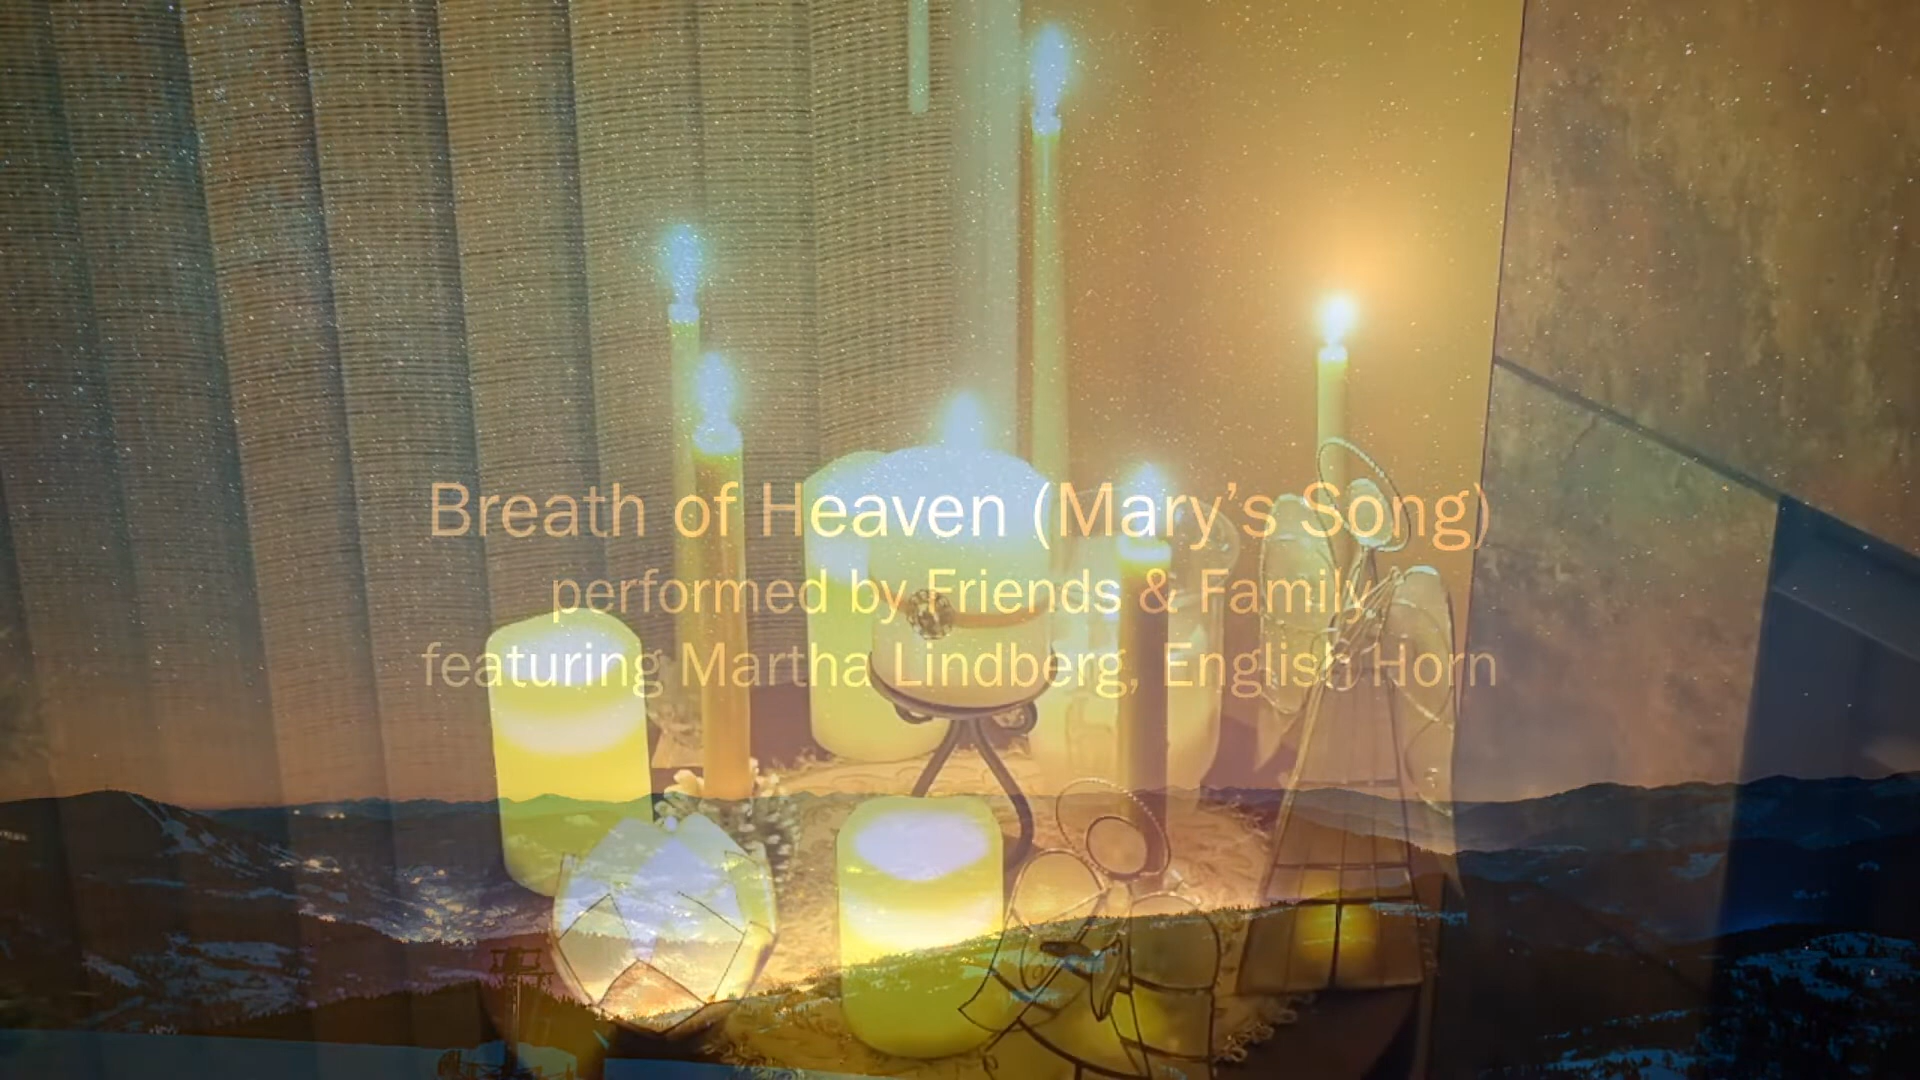 Breath of Heaven (Mary’s Song)
performed by Friends & Family
featuring Martha Lindberg, English Horn